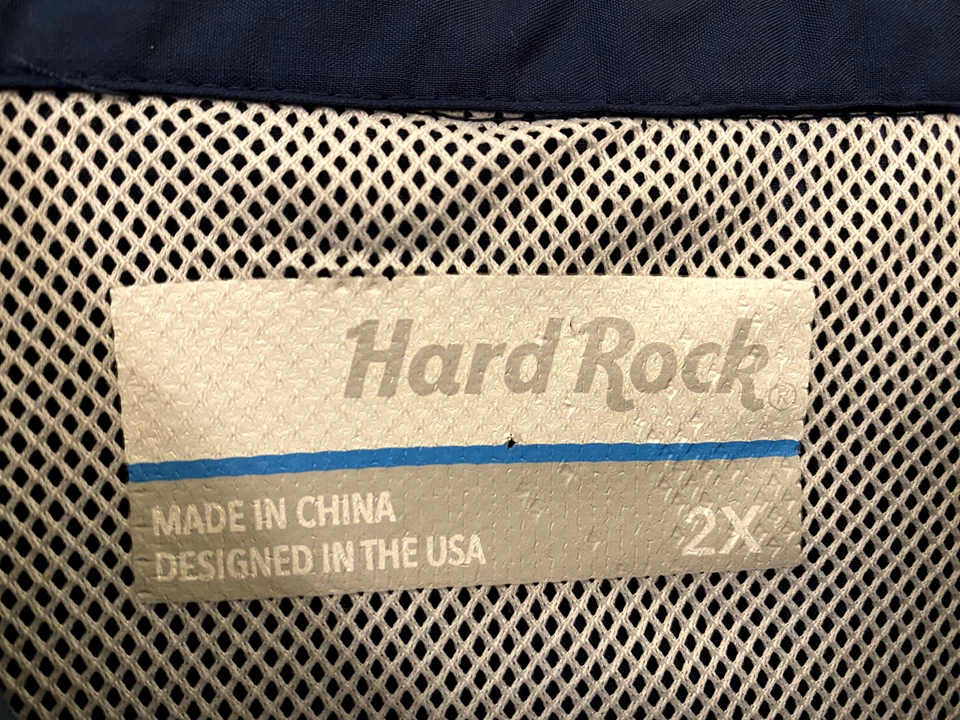 Hard Rock®
MADE IN CHINA
DESIGNED IN THE USA
2X